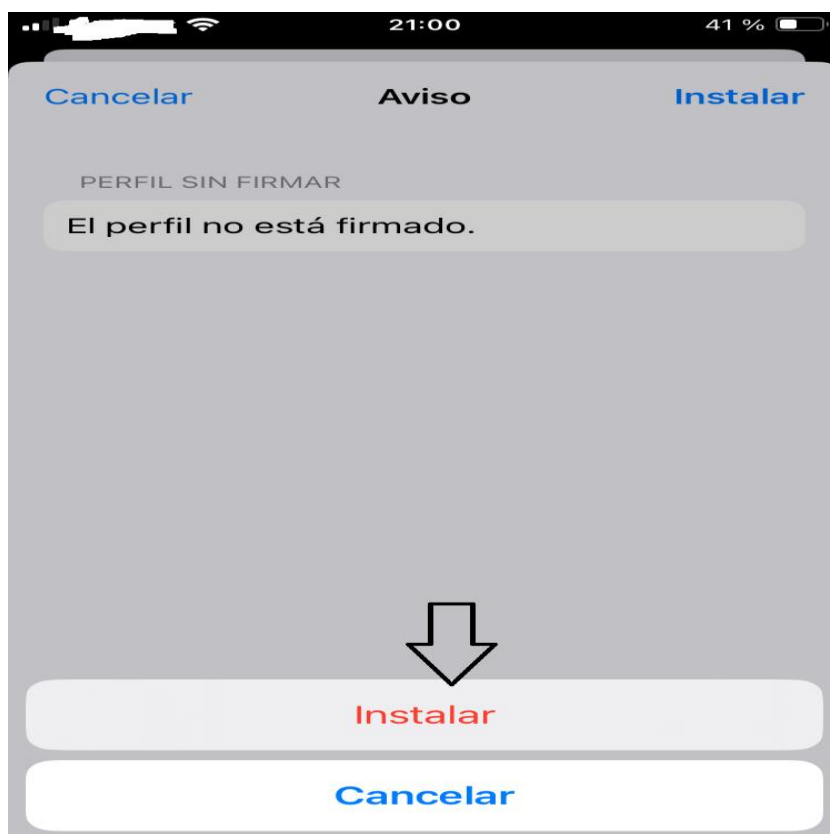 21:00
41 %
Cancelar
Aviso
Instalar
PERFIL SIN FIRMAR
El perfil no está firmado.
Instalar
Cancelar